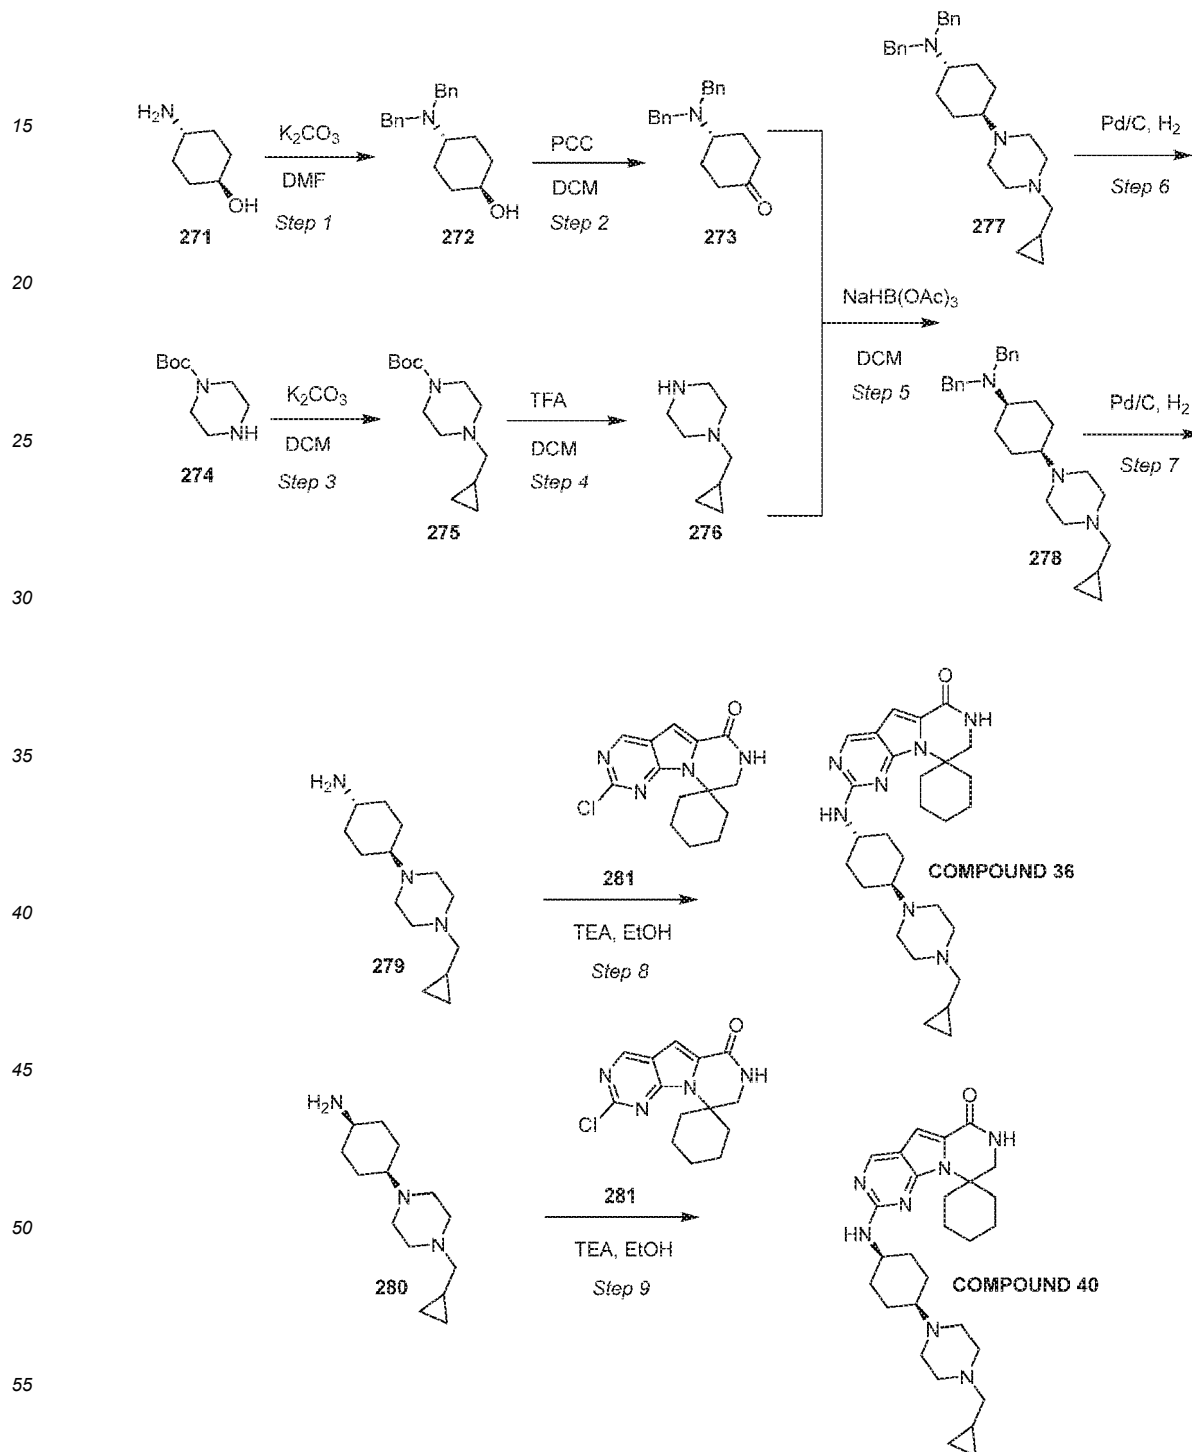 Bn
Bn N
Bn
H₂N
Bn N
Bn
Bn N
15
K₂CO₃
PCC
N
Pd/C, H₂
DMF
DCM
N
Step 6
OH
Step 1
OH
Step 2
O
277
271
272
273
20
NaHB(OAc)₃
DCM
Step 5
Bn
Bn N
Boc
N
K₂CO₃
Boc
N
TFA
HN
Pd/C, H₂
25
NH
DCM
N
DCM
N
N
Step 7
274
Step 3
Step 4
N
275
276
278
30
O
O
NH
35
N
N
NH
N
N
N
H₂N
Cl
N
HN
COMPOUND 36
N
281
N
40
N
TEA, EtOH
N
279
Step 8
O
45
N
N
NH
O
H₂N
Cl
N
NH
N
N
N
281
N
50
N
TEA, EtOH
HN
280
Step 9
COMPOUND 40
N
55
N